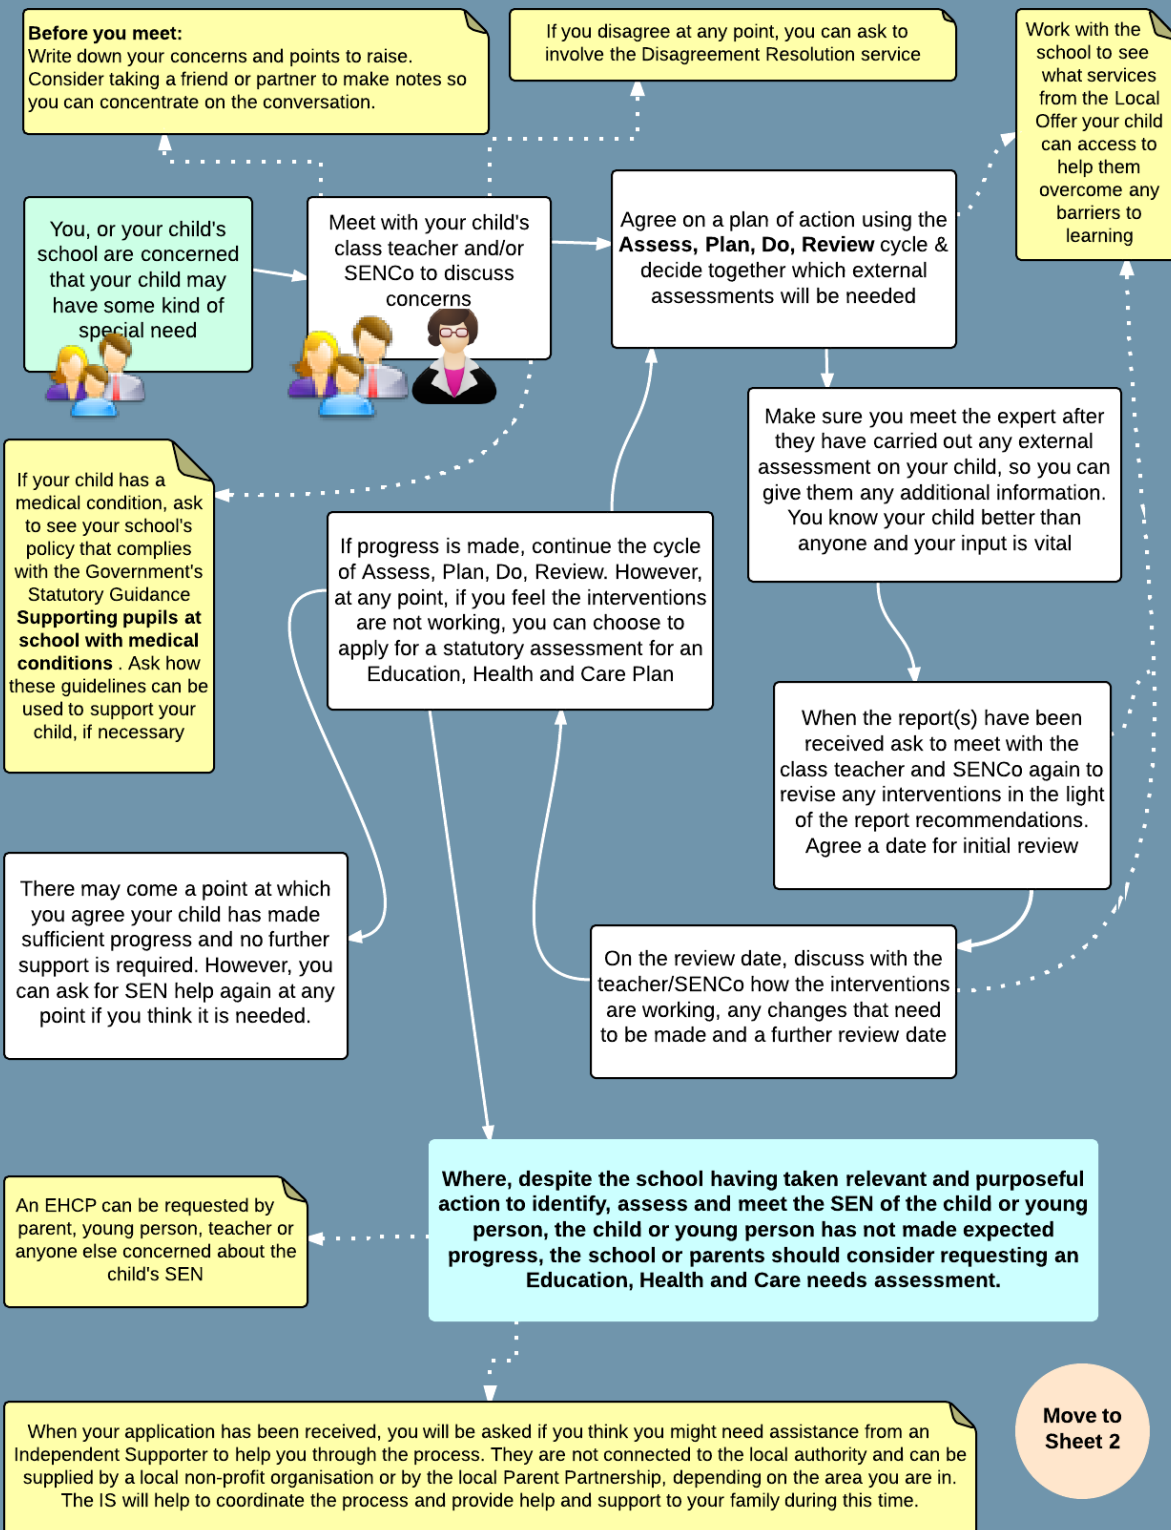 Before you meet:
Write down your concerns and points to raise.
Consider taking a friend or partner to make notes so
you can concentrate on the conversation.
If you disagree at any point, you can ask to
involve the Disagreement Resolution service
Work with the
school to see
what services
from the Local
Offer your child
can access to
help them
overcome any
barriers to
learning
You, or your child's
school are concerned
that your child may
have some kind of
special need
Meet with your child's
class teacher and/or
SENCo to discuss
concerns
Agree on a plan of action using the
Assess, Plan, Do, Review cycle &
decide together which external
assessments will be needed
Make sure you meet the expert after
they have carried out any external
assessment on your child, so you can
give them any additional information.
You know your child better than
anyone and your input is vital
If your child has a
medical condition, ask
to see your school's
policy that complies
with the Government's
Statutory Guidance
Supporting pupils at
school with medical
conditions . Ask how
these guidelines can be
used to support your
child, if necessary
If progress is made, continue the cycle
of Assess, Plan, Do, Review. However,
at any point, if you feel the interventions
are not working, you can choose to
apply for a statutory assessment for an
Education, Health and Care Plan
When the report(s) have been
received ask to meet with the
class teacher and SENCo again to
revise any interventions in the light
of the report recommendations.
Agree a date for initial review
There may come a point at which
you agree your child has made
sufficient progress and no further
support is required. However, you
can ask for SEN help again at any
point if you think it is needed.
On the review date, discuss with the
teacher/SENCo how the interventions
are working, any changes that need
to be made and a further review date
Where, despite the school having taken relevant and purposeful
action to identify, assess and meet the SEN of the child or young
person, the child or young person has not made expected
progress, the school or parents should consider requesting an
Education, Health and Care needs assessment.
An EHCP can be requested by
parent, young person, teacher or
anyone else concerned about the
child's SEN
When your application has been received, you will be asked if you think you might need assistance from an
Independent Supporter to help you through the process. They are not connected to the local authority and can be
supplied by a local non-profit organisation or by the local Parent Partnership, depending on the area you are in.
The IS will help to coordinate the process and provide help and support to your family during this time.
Move to
Sheet 2